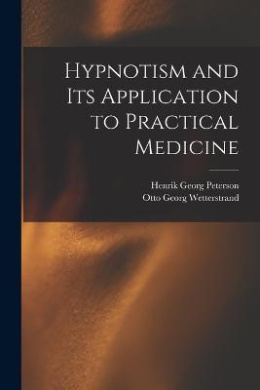 Hypnotism and
Its Application
to Practical
Medicine
Henrik Georg Peterson
Otto Georg Wetterstrand